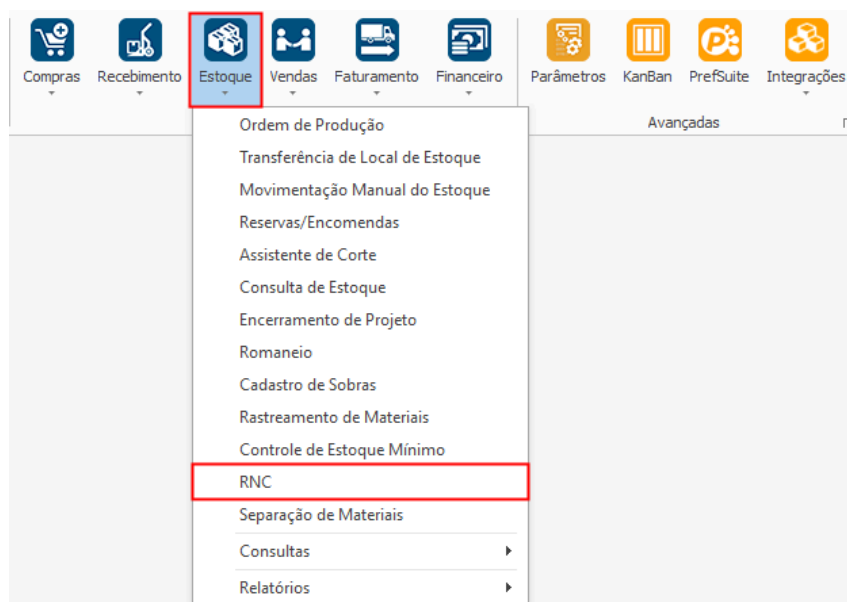 Compras Recebimento Estoque Vendas Faturamento Financeiro Parâmetros KanBan PrefSuite Integrações
Avançadas
Ordem de Produção
Transferência de Local de Estoque
Movimentação Manual do Estoque
Reservas/Encomendas
Assistente de Corte
Consulta de Estoque
Encerramento de Projeto
Romaneio
Cadastro de Sobras
Rastreamento de Materiais
Controle de Estoque Mínimo
RNC
Separação de Materiais
Consultas
Relatórios